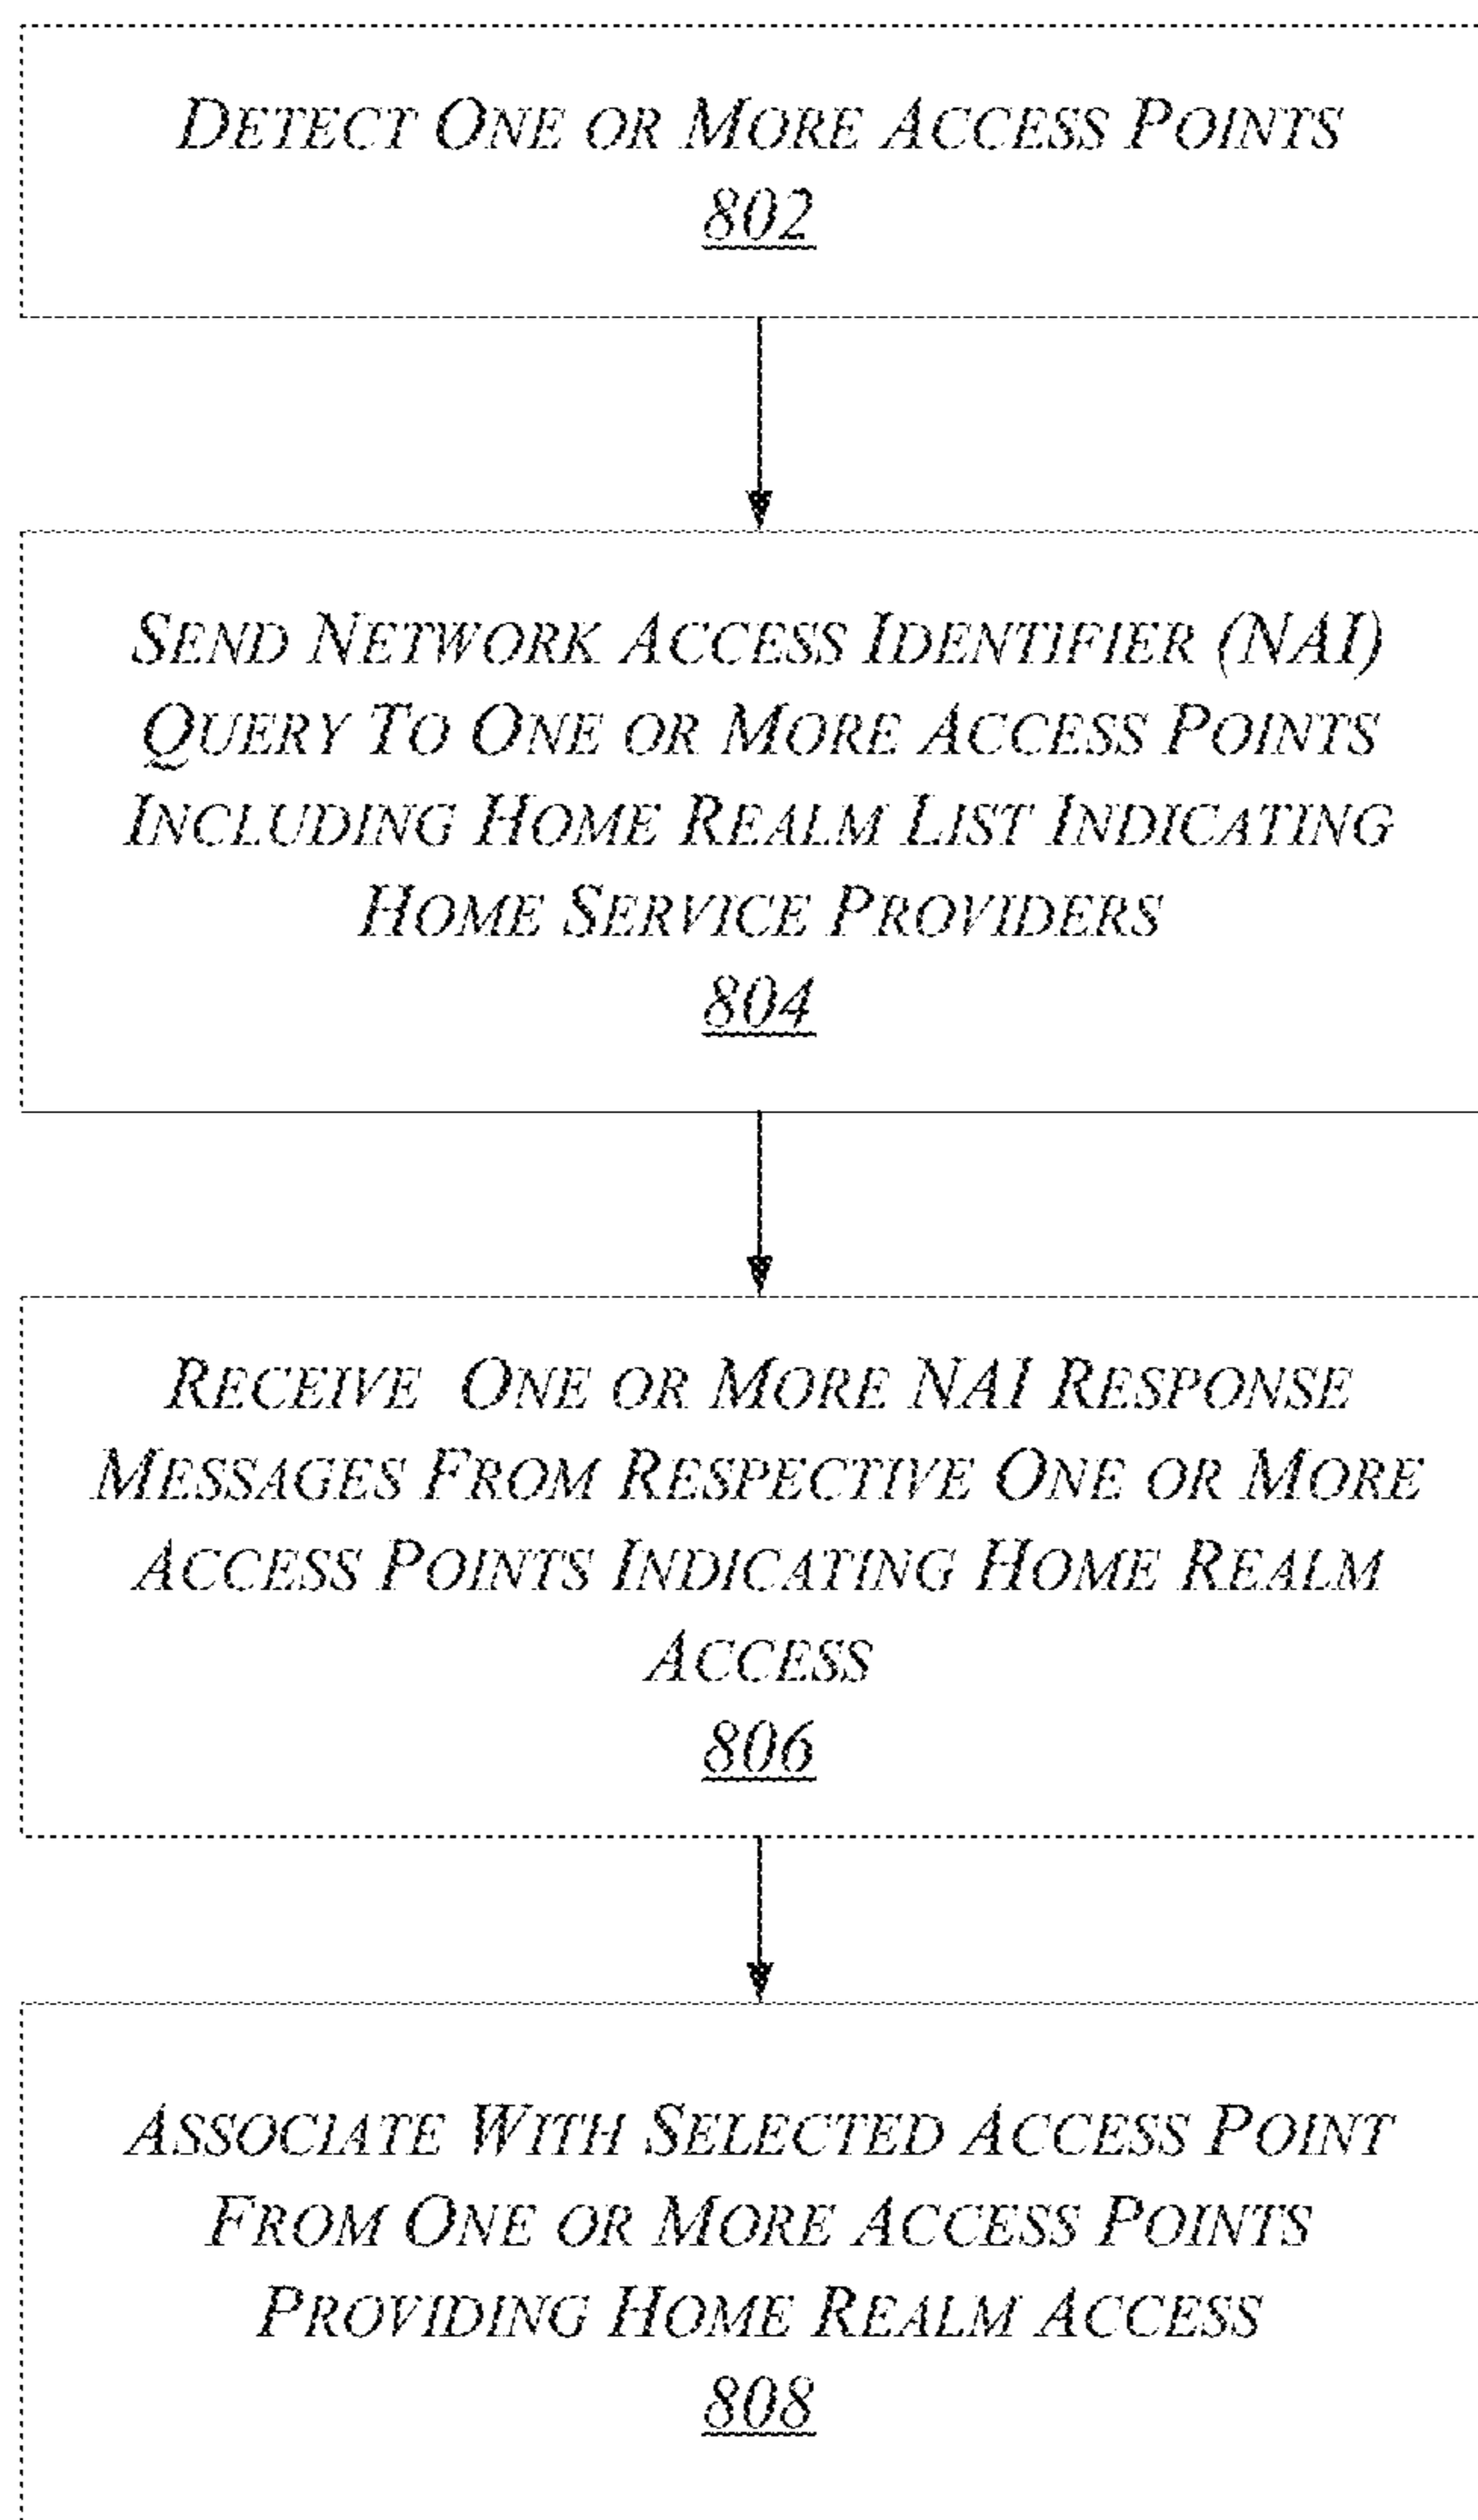 DETECT ONE OR MORE ACCESS POINTS
802
SEND NETWORK ACCESS IDENTIFIER (NAI)
QUERY TO ONE OR MORE ACCESS POINTS
INCLUDING HOME REALM LIST INDICATING
HOME SERVICE PROVIDERS
804
RECEIVE ONE OR MORE NAI RESPONSE
MESSAGES FROM RESPECTIVE ONE OR MORE
ACCESS POINTS INDICATING HOME REALM
ACCESS
806
ASSOCIATE WITH SELECTED ACCESS POINT
FROM ONE OR MORE ACCESS POINTS
PROVIDING HOME REALM ACCESS
808